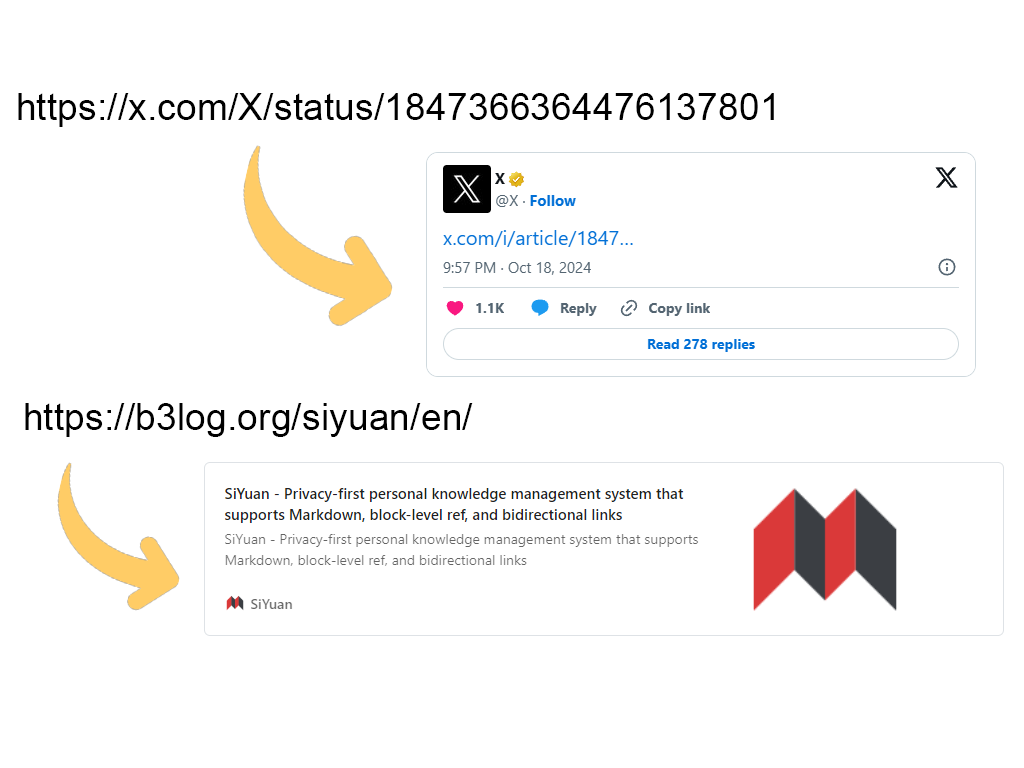 https://x.com/X/status/1847366364476137801
X
@X · Follow
x.com/i/article/1847…
9:57 PM · Oct 18, 2024
1.1K Reply Copy link
Read 278 replies
https://b3log.org/siyuan/en/
SiYuan - Privacy-first personal knowledge management system that
supports Markdown, block-level ref, and bidirectional links
SiYuan - Privacy-first personal knowledge management system that supports
Markdown, block-level ref, and bidirectional links
SiYuan